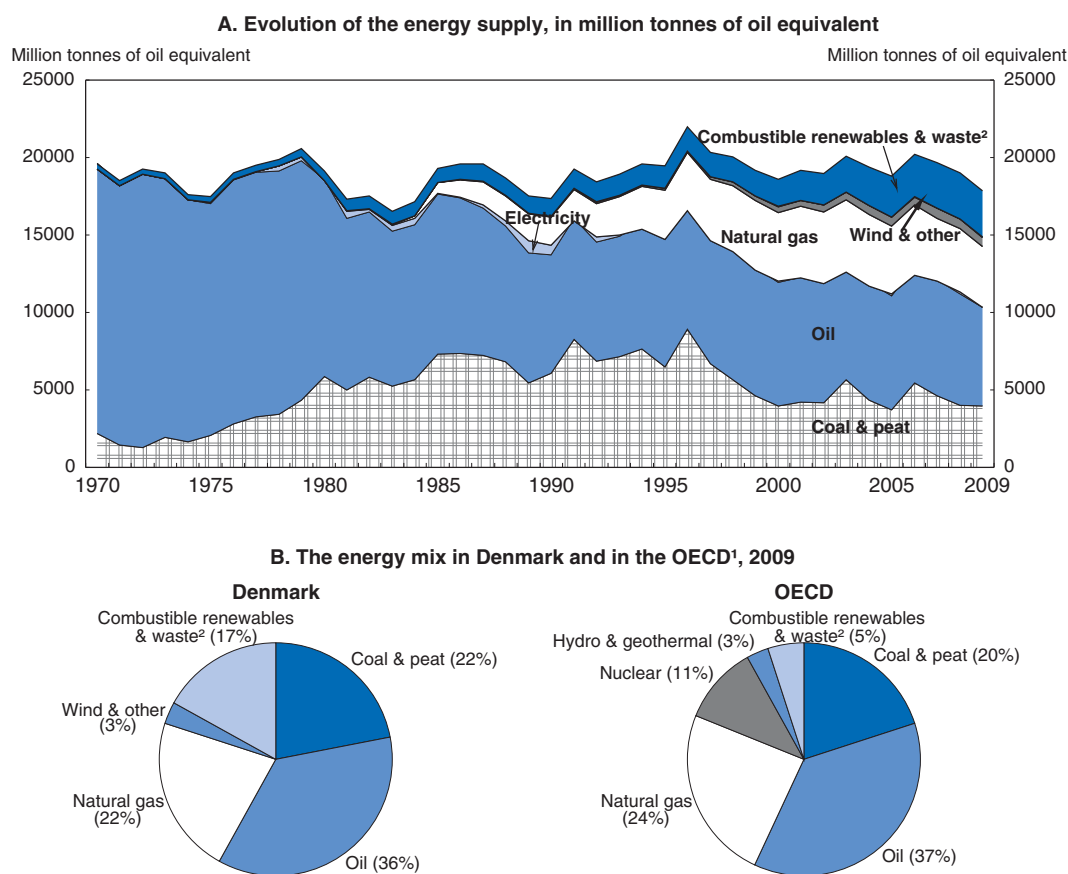 A. Evolution of the energy supply, in million tonnes of oil equivalent
Million tonnes of oil equivalent
Million tonnes of oil equivalent
25000
25000
20000
20000
15000
15000
10000
10000
5000
5000
0
0
Combustible renewables & waste²
Electricity
Natural gas
Wind & other
Oil
Coal & peat
1970
1975
1980
1985
1990
1995
2000
2005
2009
B. The energy mix in Denmark and in the OECD¹, 2009
Denmark
Combustible renewables
& waste² (17%)
Coal & peat (22%)
Wind & other
(3%)
Natural gas
(22%)
Oil (36%)
OECD
Combustible renewables
& waste² (5%)
Hydro & geothermal (3%)
Coal & peat (20%)
Nuclear (11%)
Natural gas
(24%)
Oil (37%)